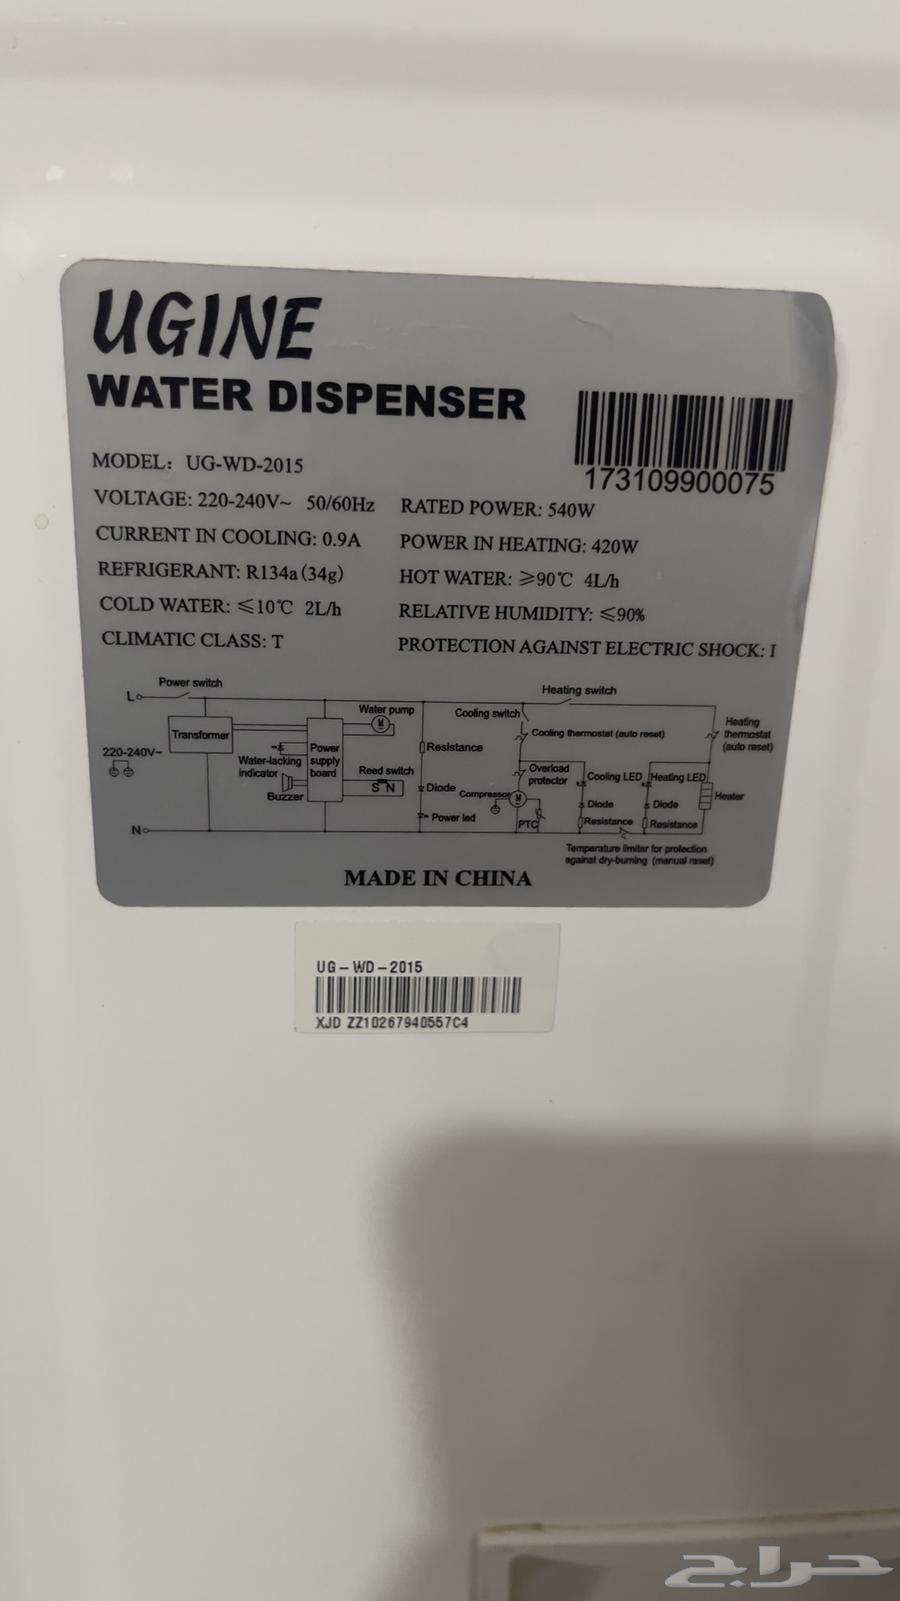 UGINE
WATER DISPENSER
173109900075
MODEL: UG-WD-2015
VOLTAGE: 220-240V~ 50/60Hz RATED POWER: 540W
CURRENT IN COOLING: 0.9A POWER IN HEATING: 420W
REFRIGERANT: R134a (34g) HOT WATER: ≥90℃ 4L/h
COLD WATER: ≤10℃ 2L/h RELATIVE HUMIDITY: ≤90%
CLIMATIC CLASS: T PROTECTION AGAINST ELECTRIC SHOCK: I
Power switch
L
220-240V~
N
Transformer
Water-lacking
indicator
Buzzer
Power
supply
board
Water pump
M
Reed switch
S N
Resistance
Diode
Power led
Cooling switch
Heating switch
Cooling thermostat (auto reset)
Overload
protector
Compressor
M
PTC
Cooling LED
Diode
Resistance
Heating LED
Diode
Resistance
Heating
thermostat
(auto reset)
Heater
Temperature limiter for protection
against dry-burning (manual reset)
MADE IN CHINA
UG-WD-2015
XJD ZZ10267940557C4
حراج